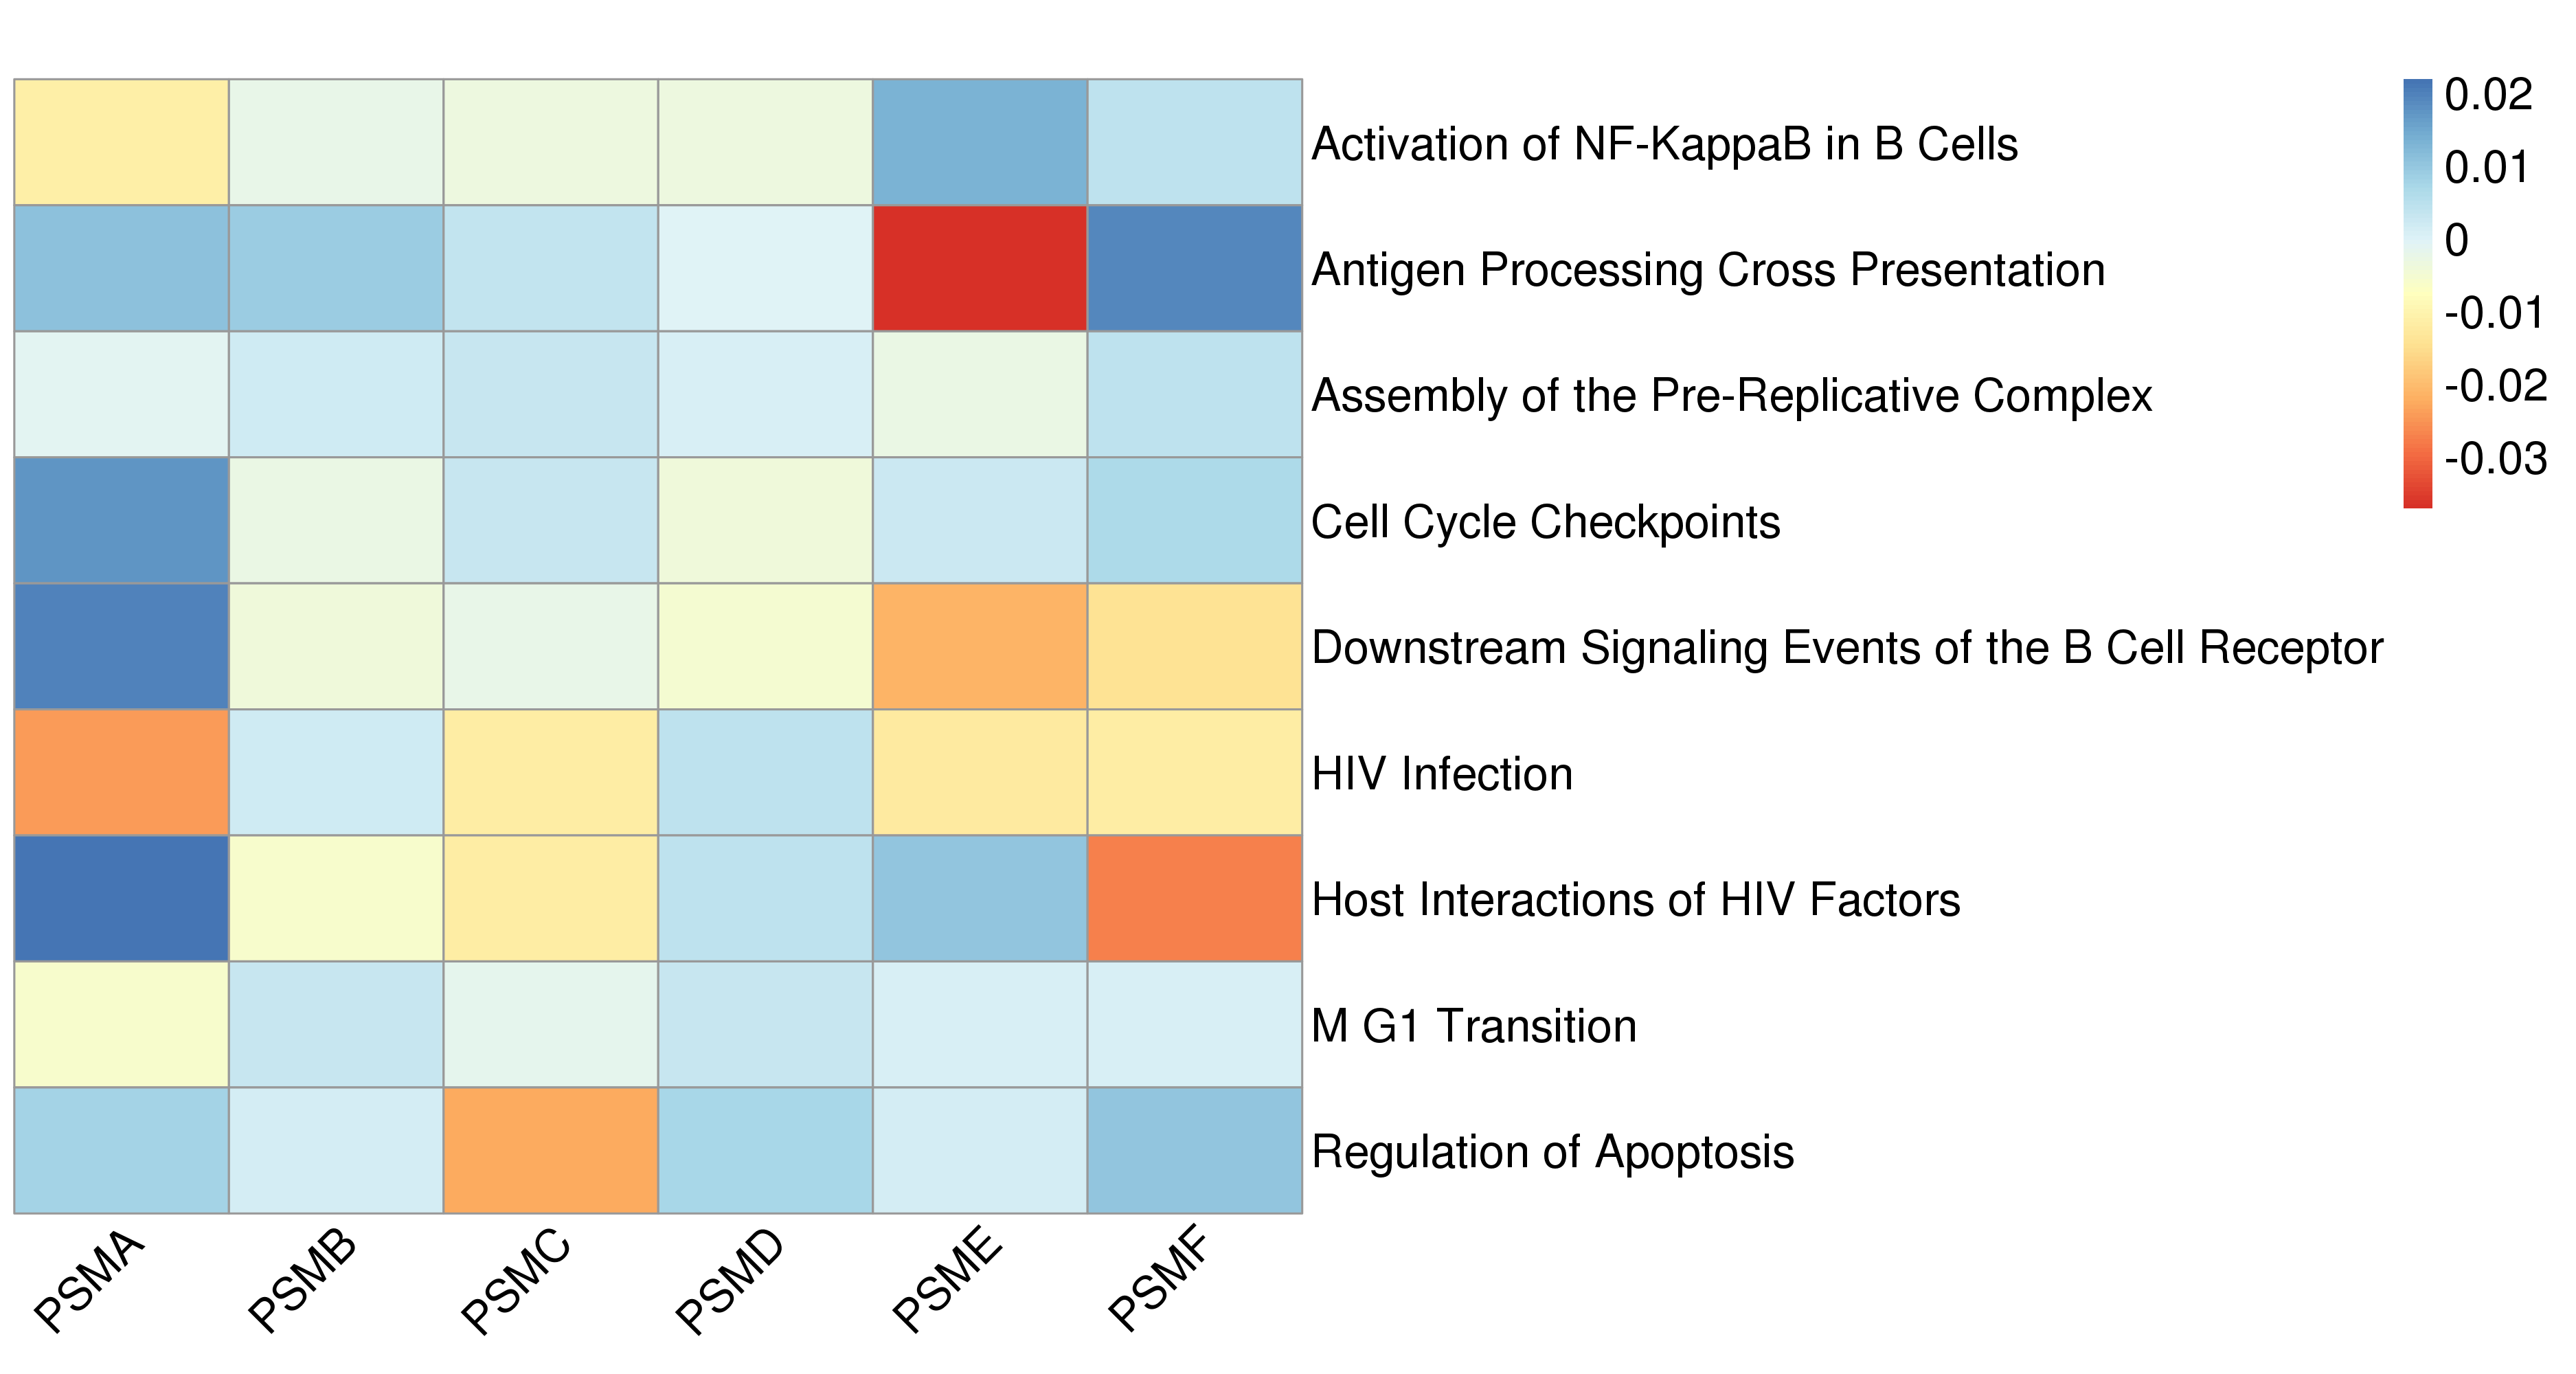 Activation of NF-KappaB in B Cells
Antigen Processing Cross Presentation
Assembly of the Pre-Replicative Complex
Cell Cycle Checkpoints
Downstream Signaling Events of the B Cell Receptor
HIV Infection
Host Interactions of HIV Factors
M G1 Transition
Regulation of Apoptosis
PSMA
PSMB
PSMC
PSMD
PSME
PSMF
0.02
0.01
0
-0.01
-0.02
-0.03